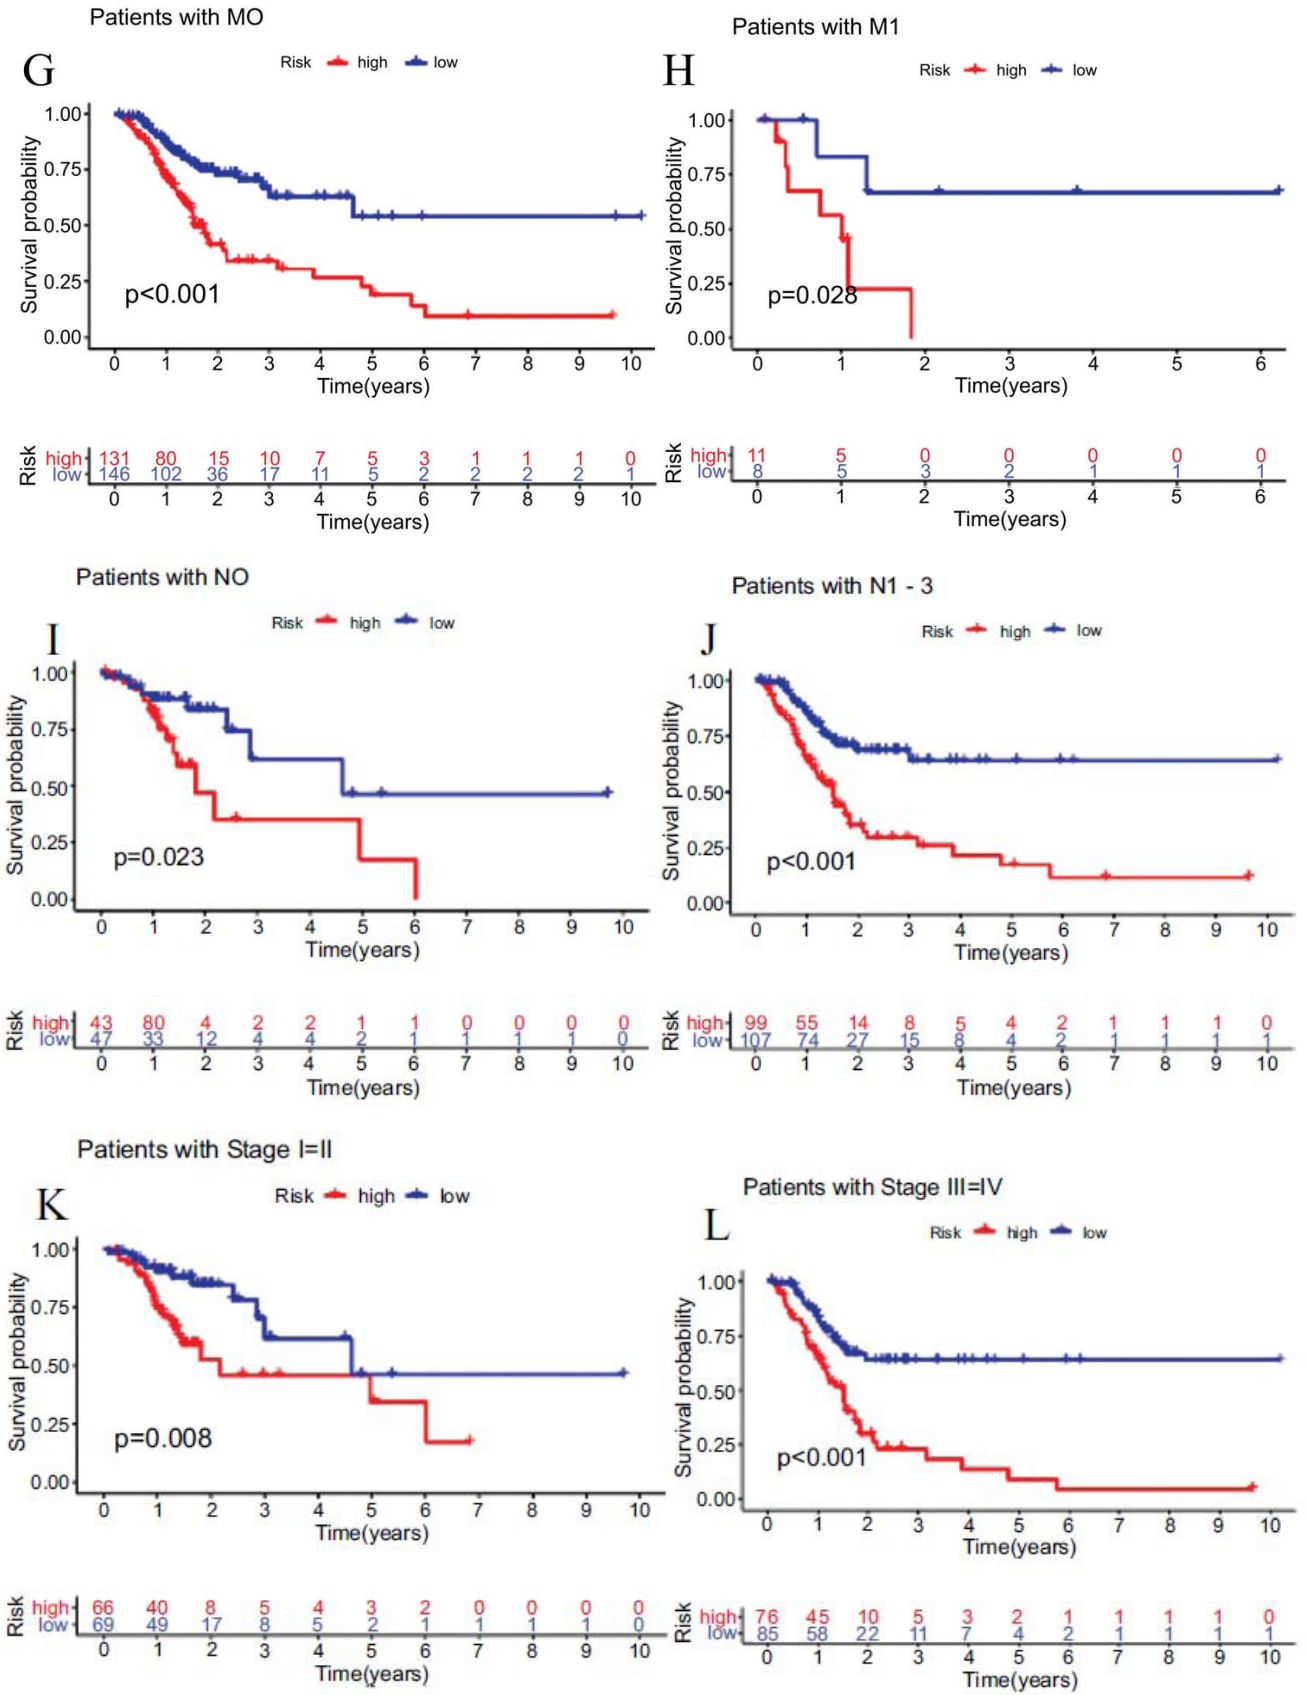 Patients with MO
G
Risk high low
1.00
0.75
0.50
0.25
0.00
Survival probability
p<0.001
0 1 2 3 4 5 6 7 8 9 10
Time(years)
Risk
high 131 80 15 10 7 5 3 1 1 1 0
low 146 102 36 17 11 5 2 2 2 2 1
0 1 2 3 4 5 6 7 8 9 10
Time(years)
Patients with M1
H
Risk high low
1.00
0.75
0.50
0.25
0.00
Survival probability
p=0.028
0 1 2 3 4 5 6
Time(years)
Risk
high 11 5 0 0 0 0 0
low 8 5 3 2 1 1 1
0 1 2 3 4 5 6
Time(years)
Patients with NO
I
Risk high low
1.00
0.75
0.50
0.25
0.00
Survival probability
p=0.023
0 1 2 3 4 5 6 7 8 9 10
Time(years)
Risk
high 43 80 4 2 2 1 1 0 0 0 0
low 47 33 12 4 4 2 1 1 1 1 0
0 1 2 3 4 5 6 7 8 9 10
Time(years)
Patients with N1 - 3
J
Risk high low
1.00
0.75
0.50
0.25
0.00
Survival probability
p<0.001
0 1 2 3 4 5 6 7 8 9 10
Time(years)
Risk
high 99 55 14 8 5 4 2 1 1 1 0
low 107 74 27 15 8 4 2 1 1 1 1
0 1 2 3 4 5 6 7 8 9 10
Time(years)
Patients with Stage I=II
K
Risk high low
1.00
0.75
0.50
0.25
0.00
Survival probability
p=0.008
0 1 2 3 4 5 6 7 8 9 10
Time(years)
Risk
high 66 40 8 5 4 3 2 0 0 0 0
low 69 49 17 8 5 2 1 1 1 1 0
0 1 2 3 4 5 6 7 8 9 10
Time(years)
Patients with Stage III=IV
L
Risk high low
1.00
0.75
0.50
0.25
0.00
Survival probability
p<0.001
0 1 2 3 4 5 6 7 8 9 10
Time(years)
Risk
high 76 45 10 5 3 2 1 1 1 1 0
low 85 58 22 11 7 4 2 1 1 1 1
0 1 2 3 4 5 6 7 8 9 10
Time(years)